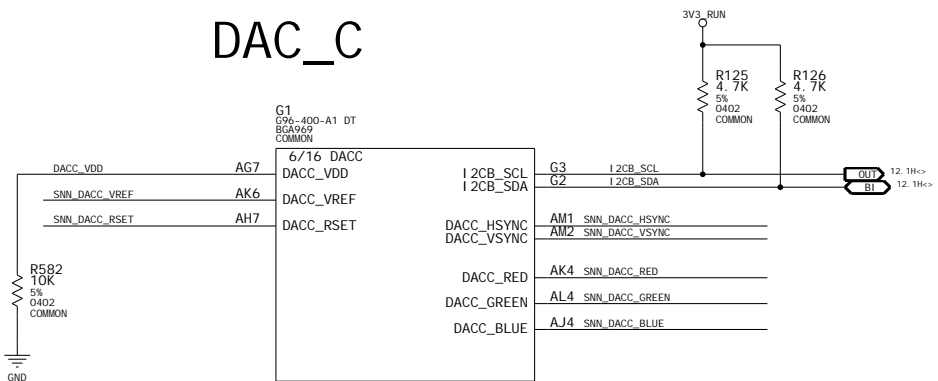 DAC_C
3V3_RUN
R125
4.7K
5%
0402
COMMON
R126
4.7K
5%
0402
COMMON
G1
G96-400-A1 DT
BGA969
COMMON
6/16 DACC
DACC_VDD AG7 DACC_VDD
SNN_DACC_VREF AK6 DACC_VREF
SNN_DACC_RSET AH7 DACC_RSET
I2CB_SCL G3 I2CB_SCL OUT 12.1H<>
I2CB_SDA G2 I2CB_SDA BI 12.1H<>
DACC_HSYNC AM1 SNN_DACC_HSYNC
DACC_VSYNC AM2 SNN_DACC_VSYNC
DACC_RED AK4 SNN_DACC_RED
DACC_GREEN AL4 SNN_DACC_GREEN
DACC_BLUE AJ4 SNN_DACC_BLUE
R582
10K
5%
0402
COMMON
GND